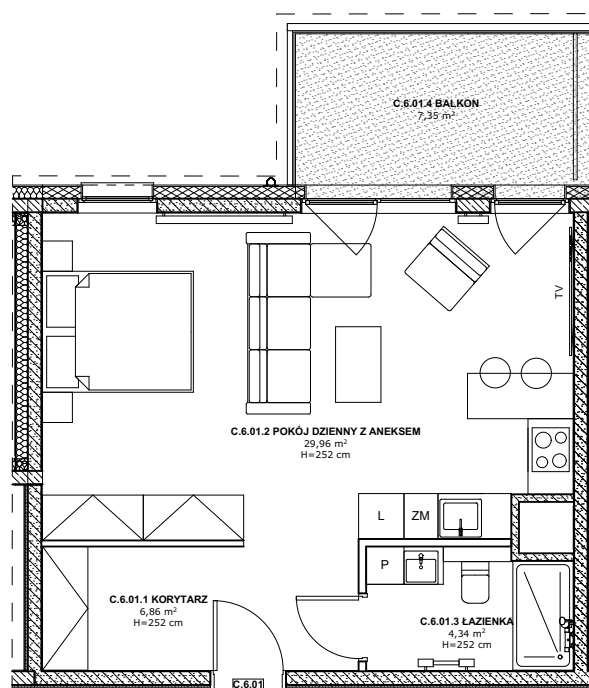 C.6.01.4 BALKON
7,35 m²
TV
C.6.01.2 POKÓJ DZIENNY Z ANEKSEM
29,96 m²
H=252 cm
L
ZM
P
C.6.01.1 KORYTARZ
6,86 m²
H=252 cm
C.6.01.3 ŁAZIENKA
4,34 m²
H=252 cm
C.6.01